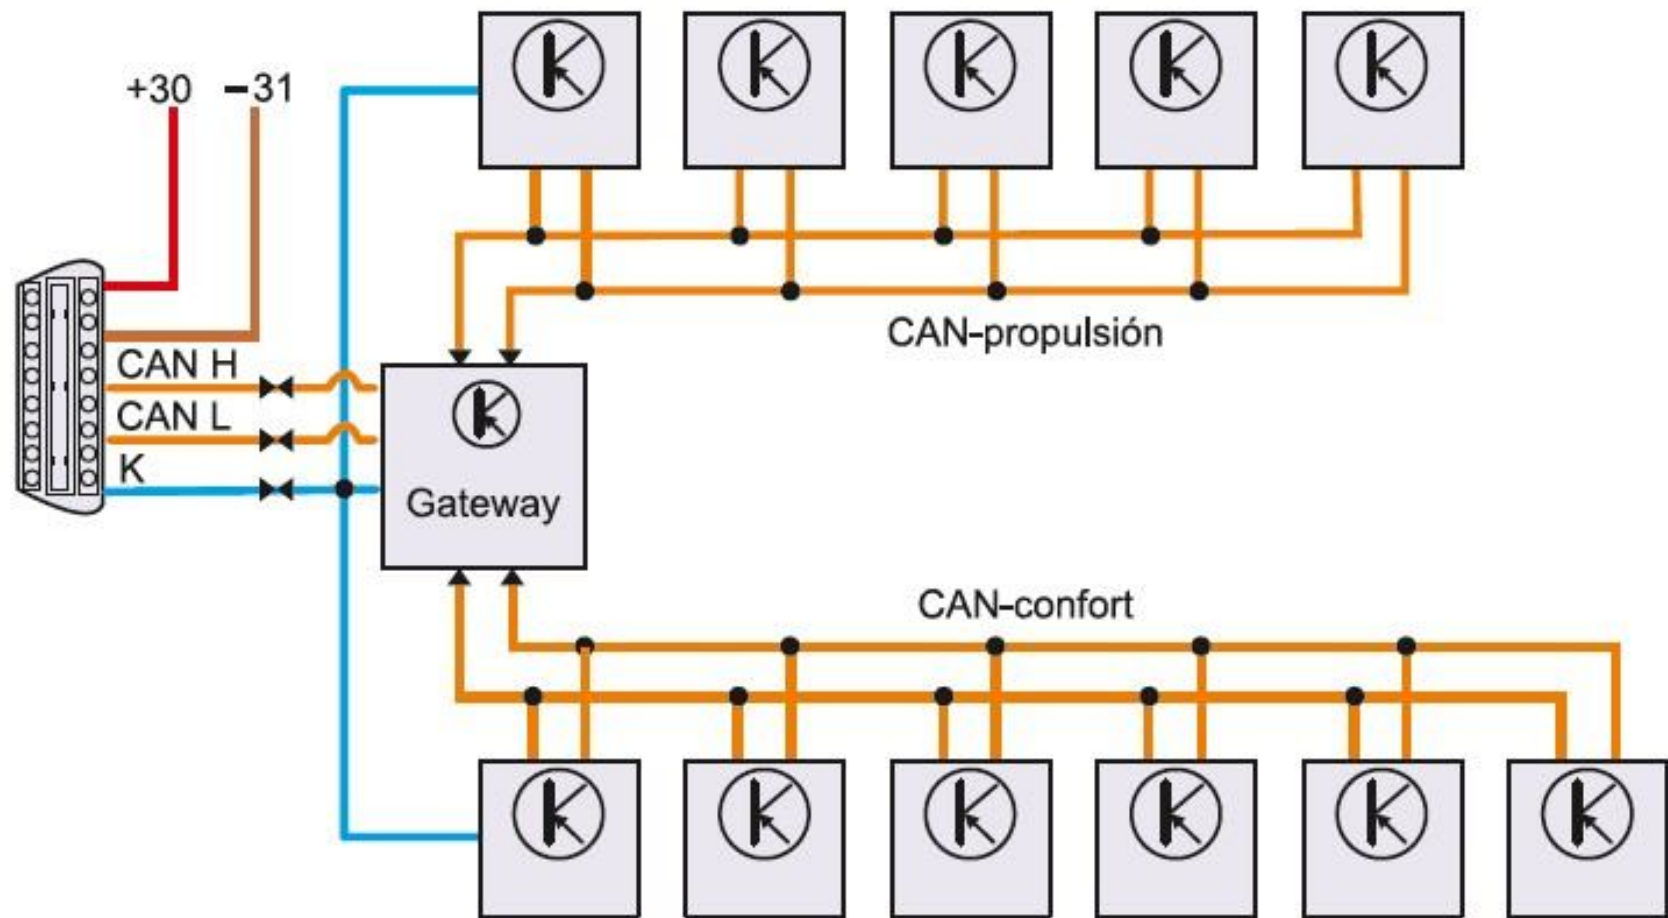 +30 −31
CAN-propulsión
CAN H
CAN L
K
Gateway
CAN-confort